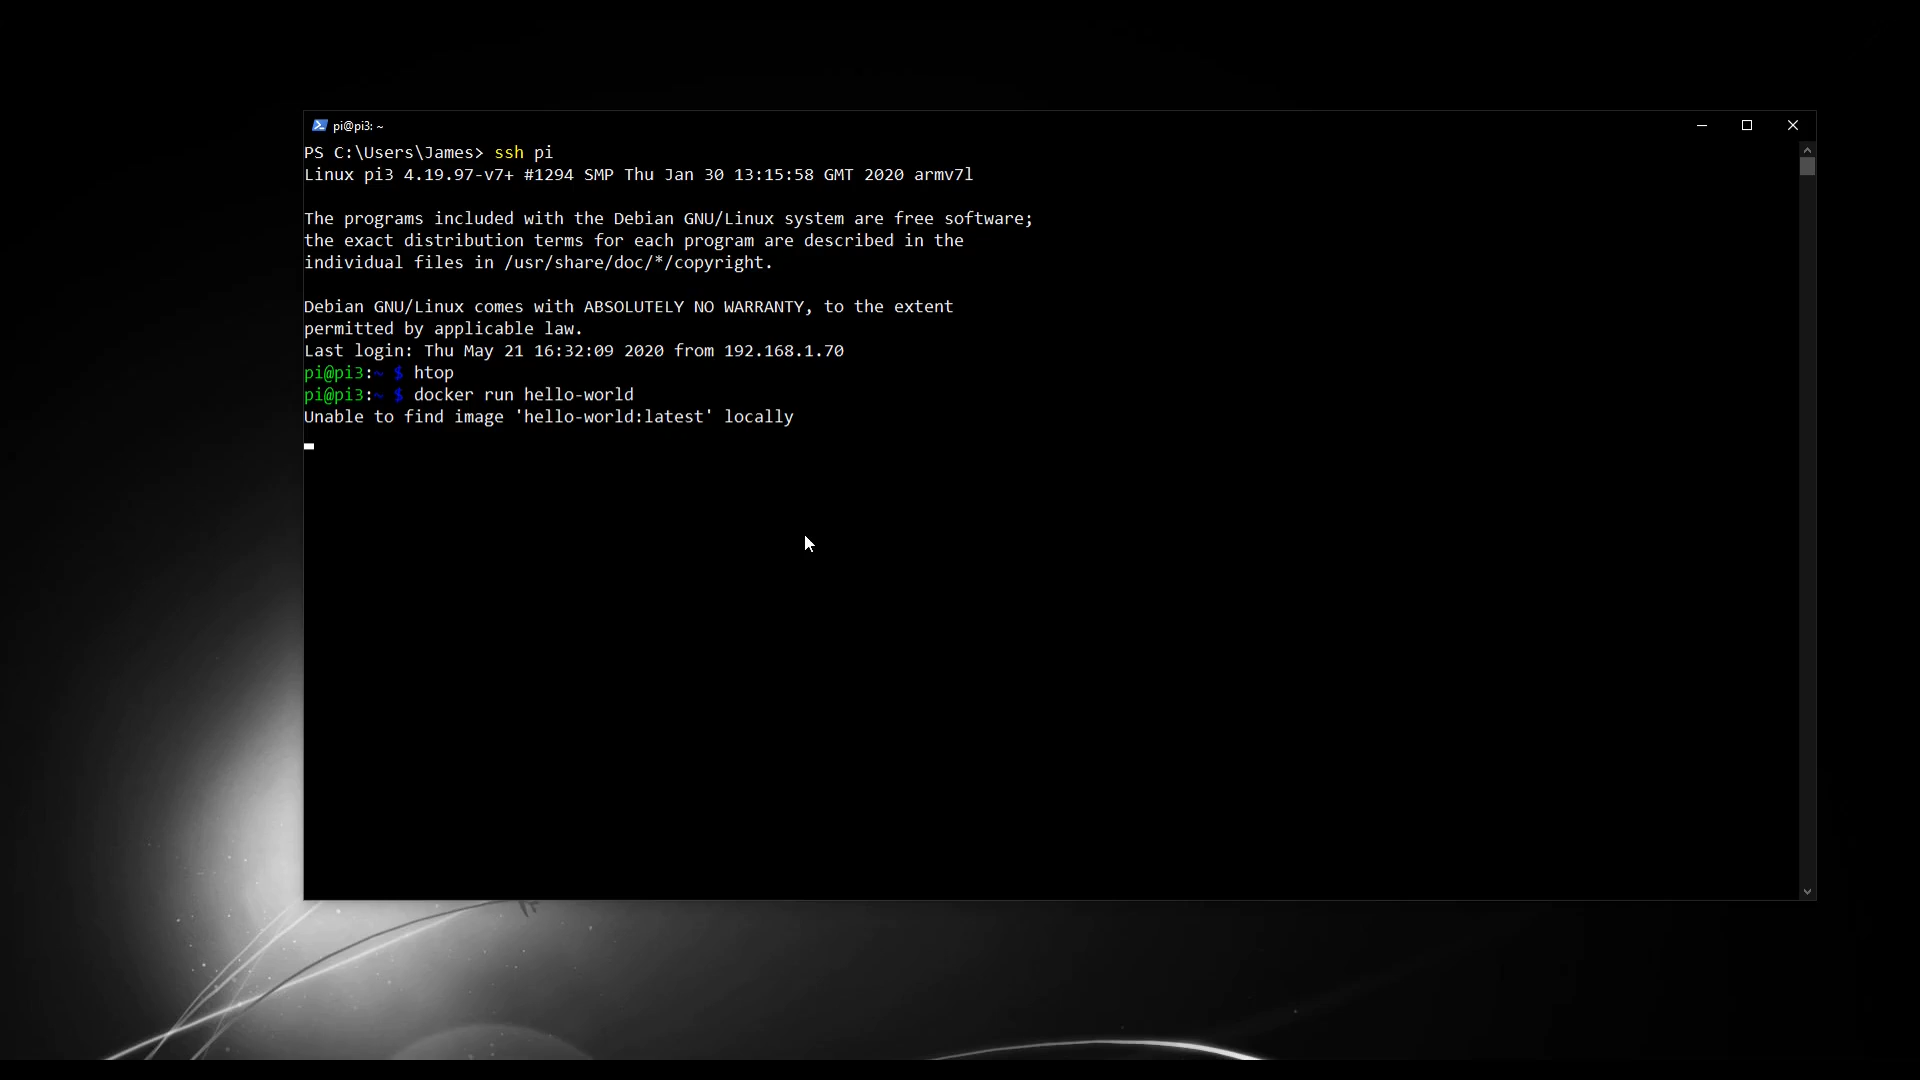 pi@pi3: ~
PS C:\Users\James> ssh pi
Linux pi3 4.19.97-v7+ #1294 SMP Thu Jan 30 13:15:58 GMT 2020 armv7l
The programs included with the Debian GNU/Linux system are free software;
the exact distribution terms for each program are described in the
individual files in /usr/share/doc/*/copyright.
Debian GNU/Linux comes with ABSOLUTELY NO WARRANTY, to the extent
permitted by applicable law.
Last login: Thu May 21 16:32:09 2020 from 192.168.1.70
pi@pi3:~ $ htop
pi@pi3:~ $ docker run hello-world
Unable to find image 'hello-world:latest' locally